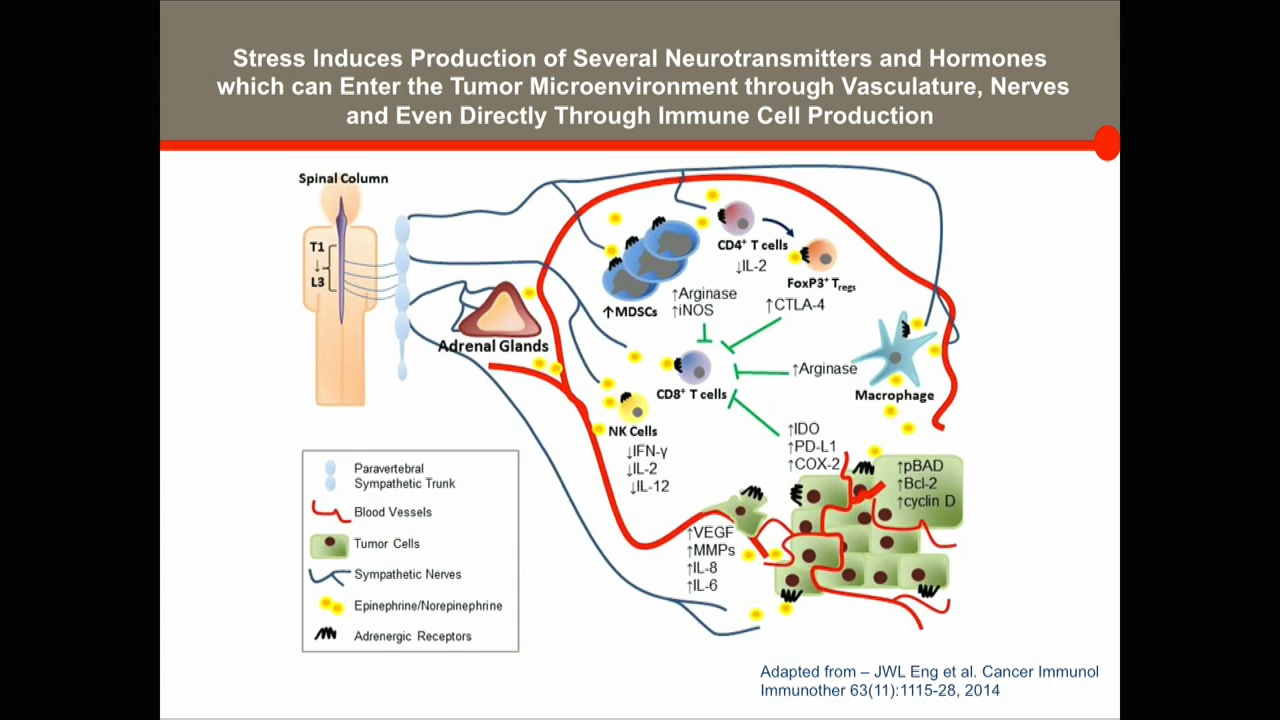 Stress Induces Production of Several Neurotransmitters and Hormones
which can Enter the Tumor Microenvironment through Vasculature, Nerves
and Even Directly Through Immune Cell Production
Spinal Column
T1
↓
L3
Adrenal Glands
↑MDSCs
↑Arginase
↑iNOS
CD4⁺ T cells
↓IL-2
FoxP3⁺ Tregs
↑CTLA-4
CD8⁺ T cells
↑Arginase
Macrophage
NK Cells
↓IFN-γ
↓IL-2
↓IL-12
↑IDO
↑PD-L1
↑COX-2
↑pBAD
↑Bcl-2
↑cyclin D
↑VEGF
↑MMPs
↑IL-8
↑IL-6
Paravertebral
Sympathetic Trunk
Blood Vessels
Tumor Cells
Sympathetic Nerves
Epinephrine/Norepinephrine
Adrenergic Receptors
Adapted from – JWL Eng et al. Cancer Immunol
Immunother 63(11):1115-28, 2014